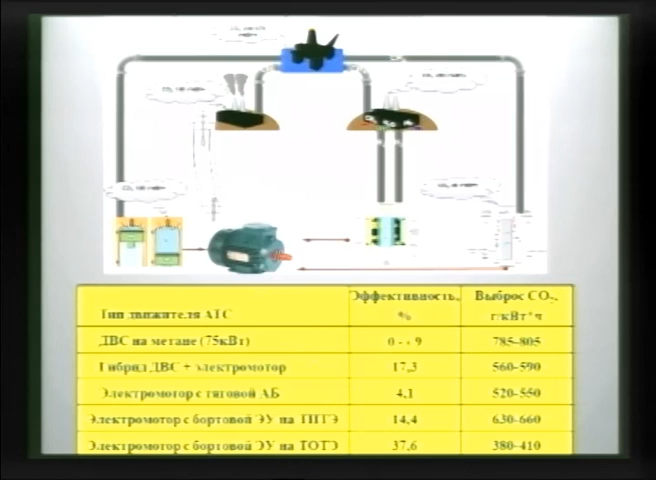 Тип движителя АТС
Эффективность, %
Выброс CO2, г/кВт*ч
ДВС на метане (75кВт)
785-805
Гибрид ДВС + электромотор
17,3
560-590
Электромотор с тяговой АБ
4,1
520-550
Электромотор с бортовой ЭУ на ТПТЭ
14,4
630-660
Электромотор с бортовой ЭУ на ТОТЭ
37,6
380-410